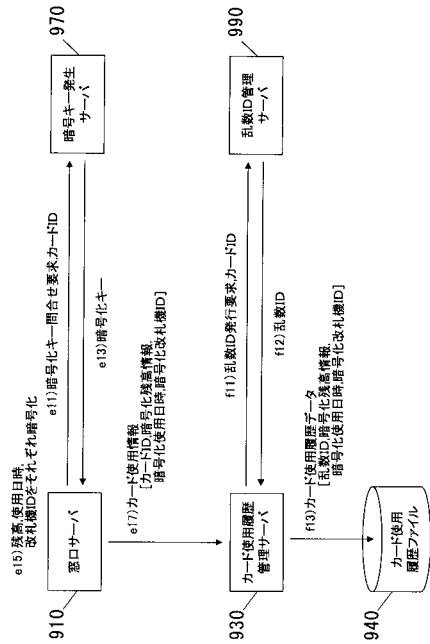 e15)残高,使用日時,
改札機IDをそれぞれ暗号化
910
窓口サーバ
e11)暗号化キー問合せ要求,カードID
e13)暗号化キー
970
暗号キー発生
サーバ
e17)カード使用情報
[カードID,暗号化残高情報,
暗号化使用日時,暗号化改札機ID]
930
カード使用履歴
管理サーバ
f11)乱数ID発行要求,カードID
f12)乱数ID
990
乱数ID管理
サーバ
f13)カード使用履歴データ
[乱数ID,暗号化残高情報,
暗号化使用日時,暗号化改札機ID]
940
カード使用
履歴ファイル